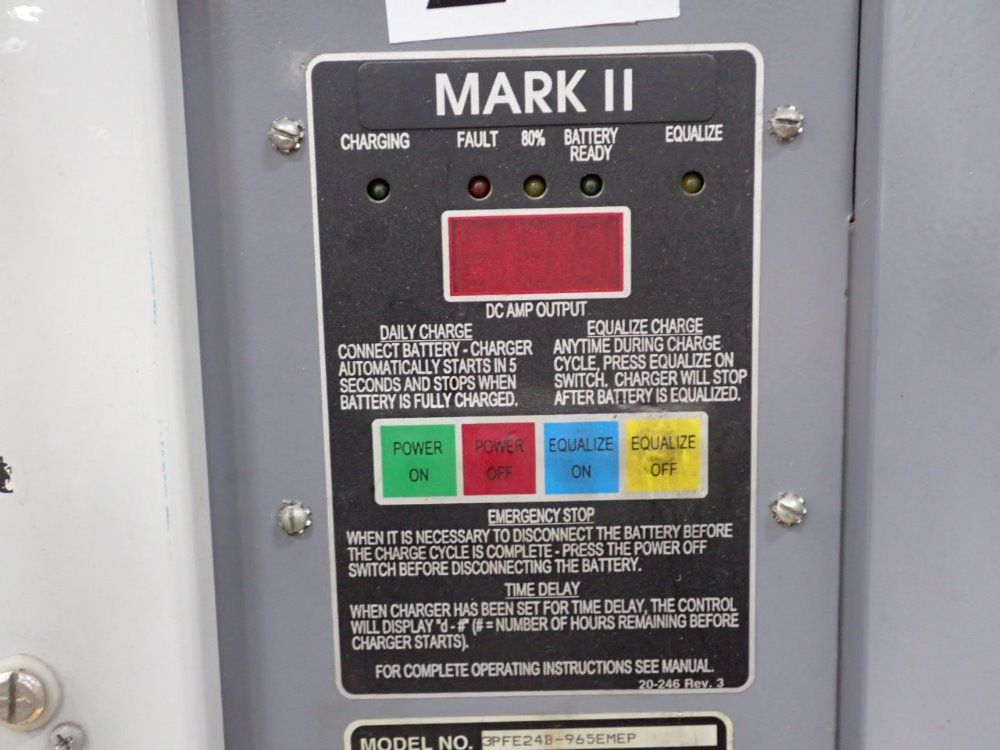 MARK II
CHARGING FAULT 80% BATTERY READY EQUALIZE
DC AMP OUTPUT
DAILY CHARGE
CONNECT BATTERY - CHARGER
AUTOMATICALLY STARTS IN 5
SECONDS AND STOPS WHEN
BATTERY IS FULLY CHARGED.
EQUALIZE CHARGE
ANYTIME DURING CHARGE
CYCLE, PRESS EQUALIZE ON
SWITCH. CHARGER WILL STOP
AFTER BATTERY IS EQUALIZED.
POWER ON
POWER OFF
EQUALIZE ON
EQUALIZE OFF
EMERGENCY STOP
WHEN IT IS NECESSARY TO DISCONNECT THE BATTERY BEFORE
THE CHARGE CYCLE IS COMPLETE - PRESS THE POWER OFF
SWITCH BEFORE DISCONNECTING THE BATTERY.
TIME DELAY
WHEN CHARGER HAS BEEN SET FOR TIME DELAY, THE CONTROL
WILL DISPLAY "d - #" (# = NUMBER OF HOURS REMAINING BEFORE
CHARGER STARTS).
FOR COMPLETE OPERATING INSTRUCTIONS SEE MANUAL.
20-246 Rev. 3
MODEL NO. 3PFE24B-965EMEP